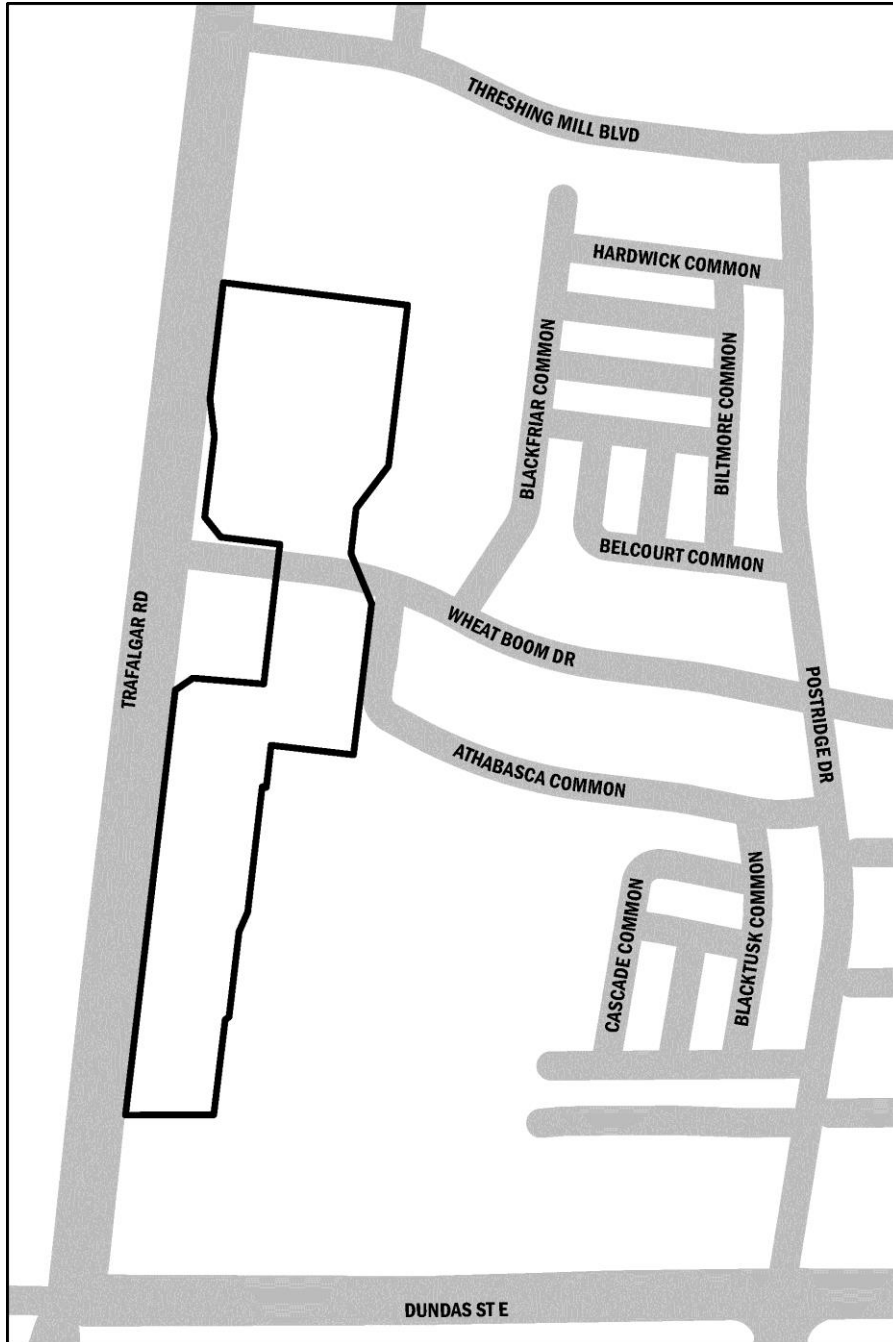 THRESHING MILL BLVD
HARDWICK COMMON
BLACKFRIAR COMMON
BILTMORE COMMON
BELCOURT COMMON
TRAFALGAR RD
WHEAT BOOM DR
POSTRIDGE DR
ATHABASCA COMMON
CASCADE COMMON
BLACKTUSK COMMON
DUNDAS ST E